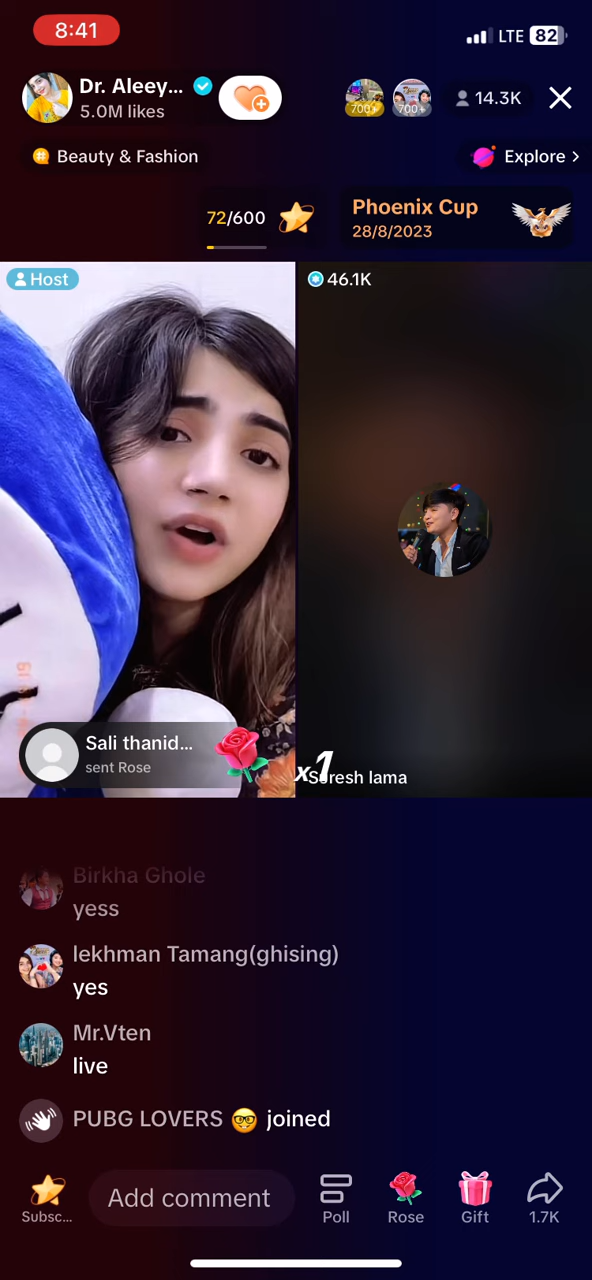 8:41
LTE 82
Dr. Aleey...
5.0M likes
700+
700+
14.3K
Beauty & Fashion
Explore >
72/600
Phoenix Cup
28/8/2023
Host
46.1K
Sali thanid...
sent Rose
x1
Suresh lama
Birkha Ghole
yess
lekhman Tamang(ghising)
yes
Mr.Vten
live
PUBG LOVERS 🤓 joined
Subsc...
Add comment
Poll
Rose
Gift
1.7K